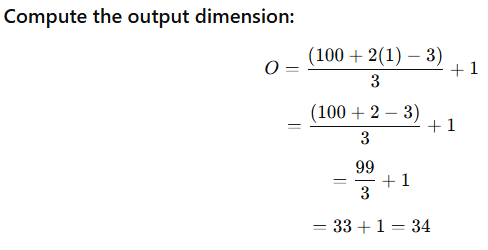 Compute the output dimension:
O = (100 + 2(1) − 3) / 3 + 1
= (100 + 2 − 3) / 3 + 1
= 99 / 3 + 1
= 33 + 1 = 34